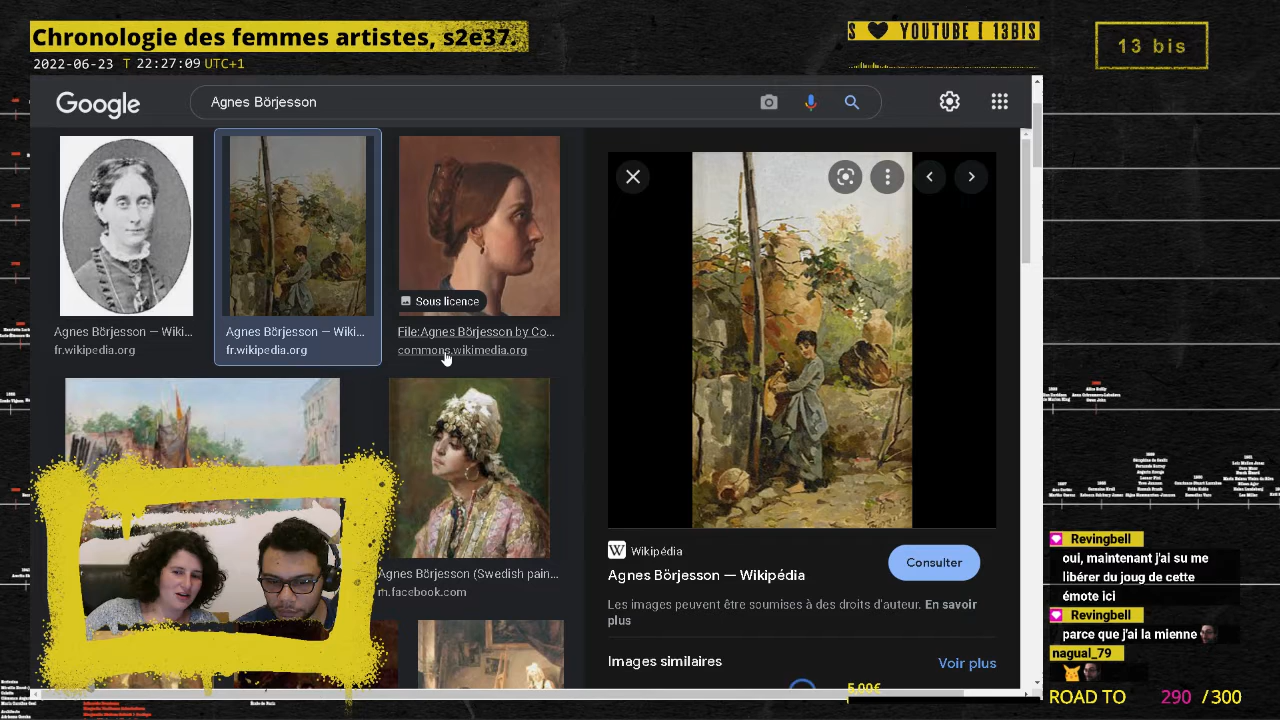 Chronologie des femmes artistes, s2e37.
2022-06-23 T 22:27:09 UTC+1
S ♥ YOUTUBE [ 13BIS
13 bis
Google
Agnes Börjesson
Sous licence
Agnes Börjesson — Wiki...
fr.wikipedia.org
Agnes Börjesson — Wiki...
fr.wikipedia.org
File:Agnes Börjesson by Co...
commons.wikimedia.org
Agnes Börjesson (Swedish pain...
m.facebook.com
W Wikipédia
Agnes Börjesson — Wikipédia
Consulter
Les images peuvent être soumises à des droits d'auteur. En savoir
plus
Images similaires
Voir plus
5,00€
Revingbell
oui, maintenant j'ai su me
libérer du joug de cette
émote ici
Revingbell
parce que j'ai la mienne
nagual_79
ROAD TO 290 / 300